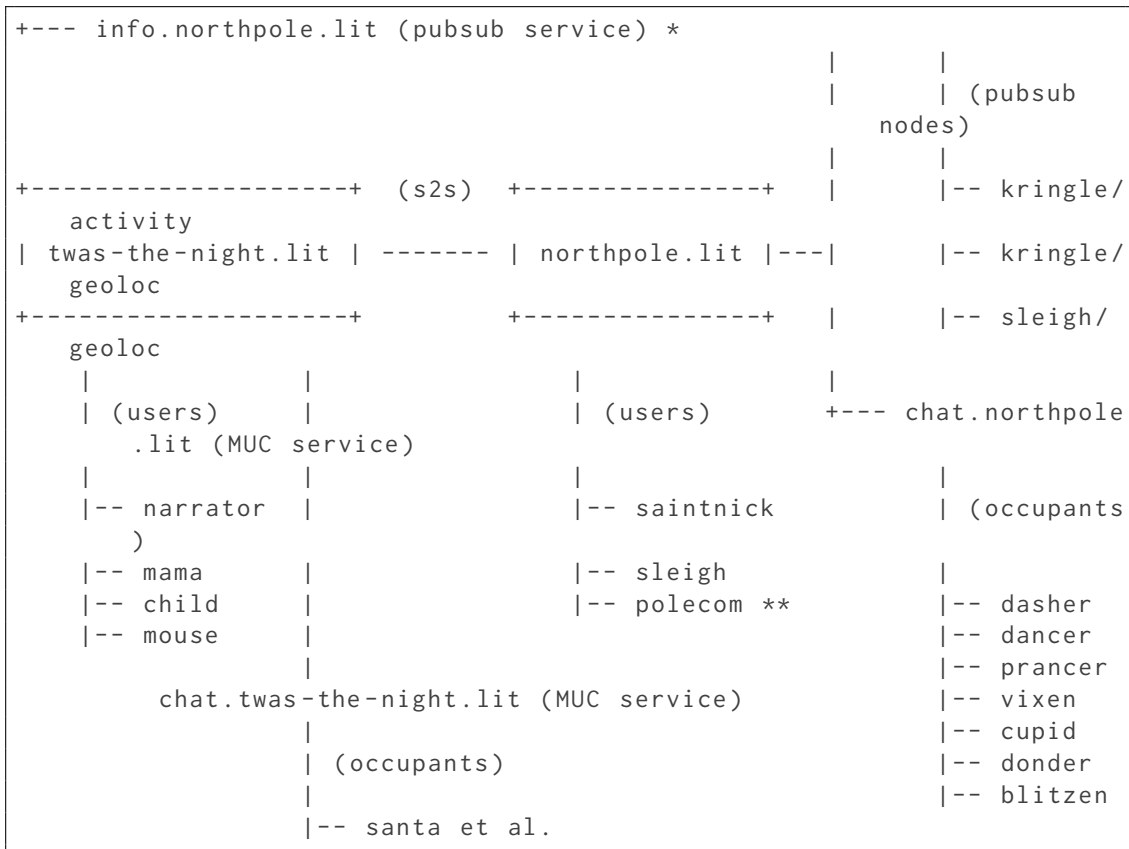 +--- info.northpole.lit (pubsub service) *
                                                   |      |
                                                   |      | (pubsub
                                                      nodes)
                                                   |      |
+---------------------+  (s2s)  +---------------+   |      |-- kringle/
   activity
| twas-the-night.lit | ------- | northpole.lit |---|      |-- kringle/
   geoloc
+---------------------+         +---------------+   |      |-- sleigh/
   geoloc
    |             |                |               |
    | (users)     |                | (users)       +--- chat.northpole
       .lit (MUC service)
    |             |                |                      |
    |-- narrator  |                |-- saintnick          | (occupants
       )
    |-- mama      |                |-- sleigh             |
    |-- child     |                |-- polecom **         |-- dasher
    |-- mouse     |                                       |-- dancer
                  |                                       |-- prancer
         chat.twas-the-night.lit (MUC service)            |-- vixen
                  |                                       |-- cupid
                  | (occupants)                           |-- donder
                  |                                       |-- blitzen
                  |-- santa et al.